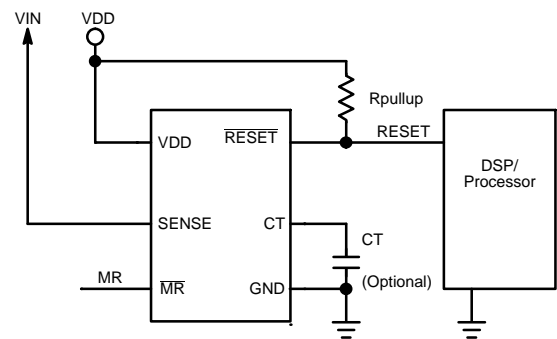 VIN
VDD
Rpullup
VDD
RESET
RESET
DSP/
Processor
SENSE
CT
CT
MR
MR
GND
(Optional)